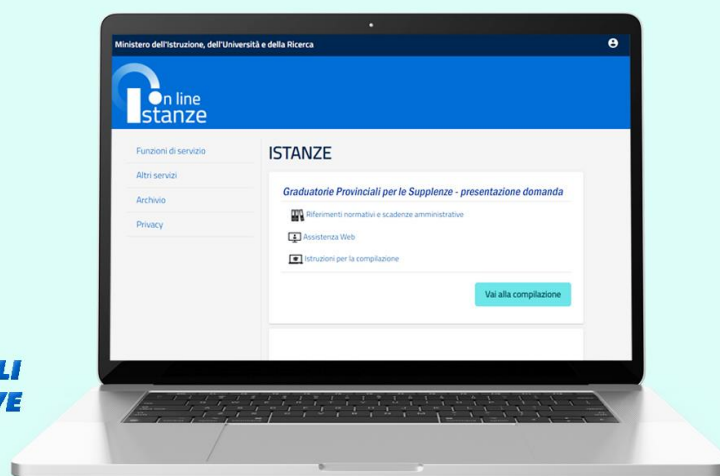 Ministero dell'Istruzione, dell'Università e della Ricerca
on line
Istanze
Funzioni di servizio
Altri servizi
Archivio
Privacy
ISTANZE
Graduatorie Provinciali per le Supplenze - presentazione domanda
Riferimenti normativi e scadenze amministrative
Assistenza Web
Istruzioni per la compilazione
Vai alla compilazione
LI
VE